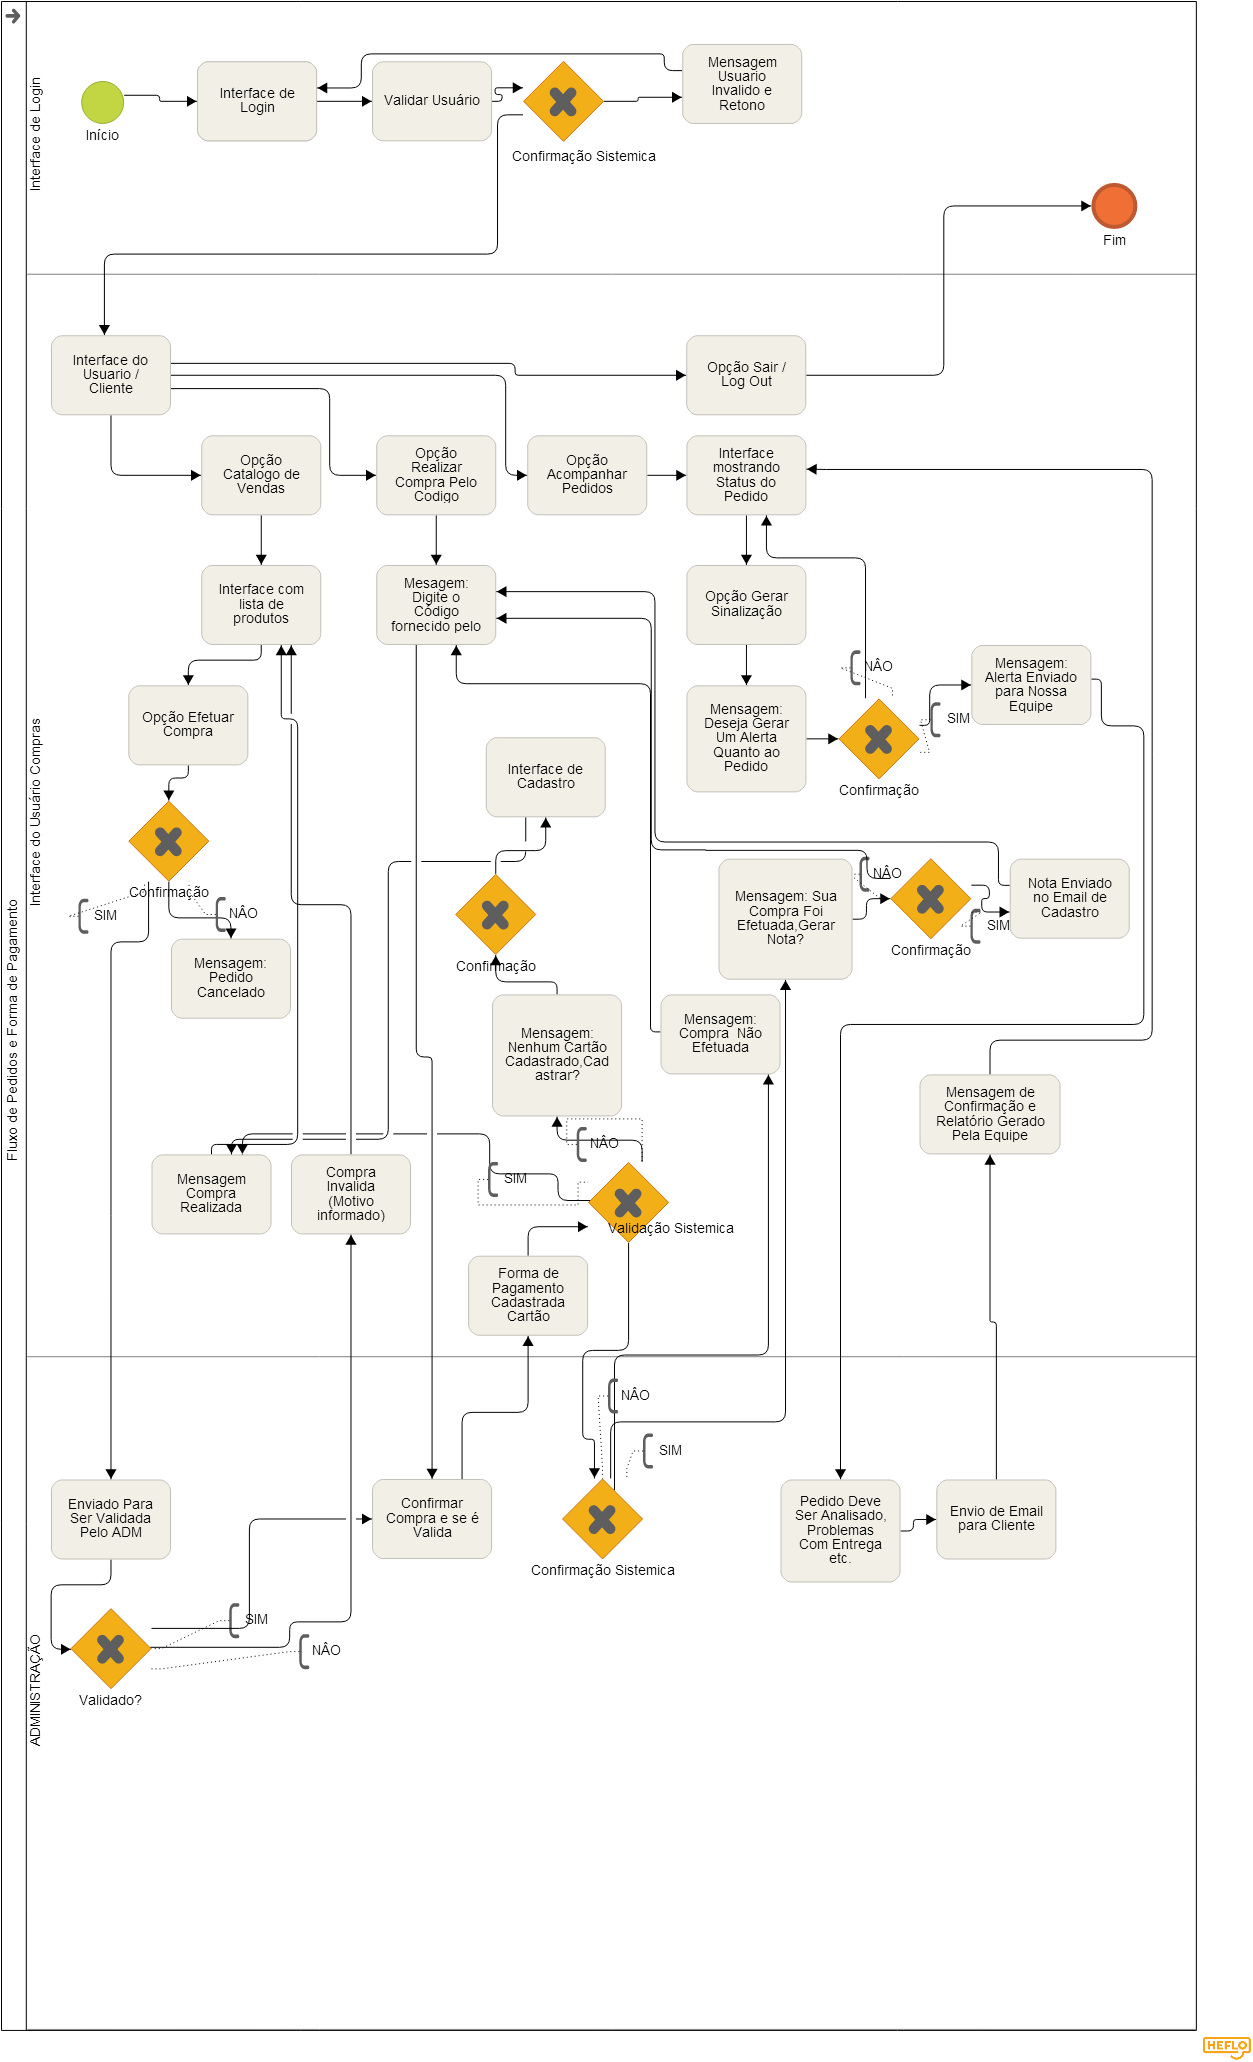 Fluxo de Pedidos e Forma de Pagamento
Interface de Login
Início
Interface de
Login
Validar Usuário
Confirmação Sistemica
Mensagem
Usuario
Invalido e
Retono
Fim
Interface do Usuário Compras
Interface do
Usuario /
Cliente
Opção Sair /
Log Out
Opção
Catalogo de
Vendas
Opção
Realizar
Compra Pelo
Codigo
Opção
Acompanhar
Pedidos
Interface
mostrando
Status do
Pedido
Interface com
lista de
produtos
Mesagem:
Digite o
Código
fornecido pelo
Opção Gerar
Sinalização
Opção Efetuar
Compra
Mensagem:
Deseja Gerar
Um Alerta
Quanto ao
Pedido
NÂO
Confirmação
SIM
Mensagem:
Alerta Enviado
para Nossa
Equipe
Interface de
Cadastro
Confirmação
SIM
NÂO
Mensagem:
Pedido
Cancelado
Confirmação
Mensagem: Sua
Compra Foi
Efetuada,Gerar
Nota?
NÂO
Confirmação
SIM
Nota Enviado
no Email de
Cadastro
Mensagem:
Nenhum Cartão
Cadastrado,Cad
astrar?
Mensagem:
Compra  Não
Efetuada
Mensagem de
Confirmação e
Relatório Gerado
Pela Equipe
NÂO
SIM
Validação Sistemica
Mensagem
Compra
Realizada
Compra
Invalida
(Motivo
informado)
Forma de
Pagamento
Cadastrada
Cartão
ADMINISTRAÇÃO
NÂO
SIM
Confirmação Sistemica
Enviado Para
Ser Validada
Pelo ADM
Confirmar
Compra e se é
Valida
Pedido Deve
Ser Analisado,
Problemas
Com Entrega
etc.
Envio de Email
para Cliente
SIM
NÂO
Validado?
HEFLO